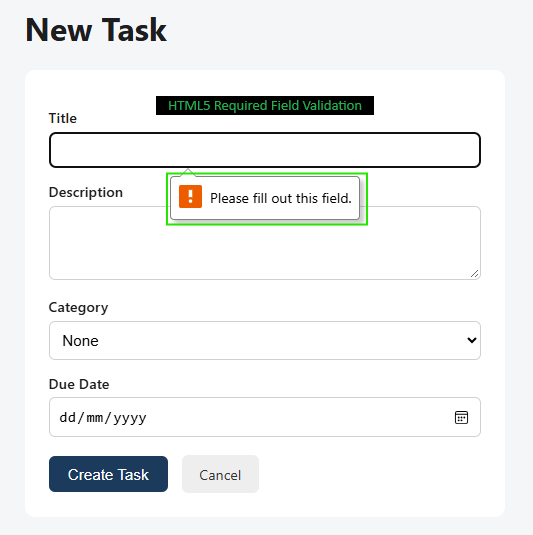 New Task
HTML5 Required Field Validation
Title
Description
Please fill out this field.
Category
None
Due Date
dd/mm/yyyy
Create Task
Cancel